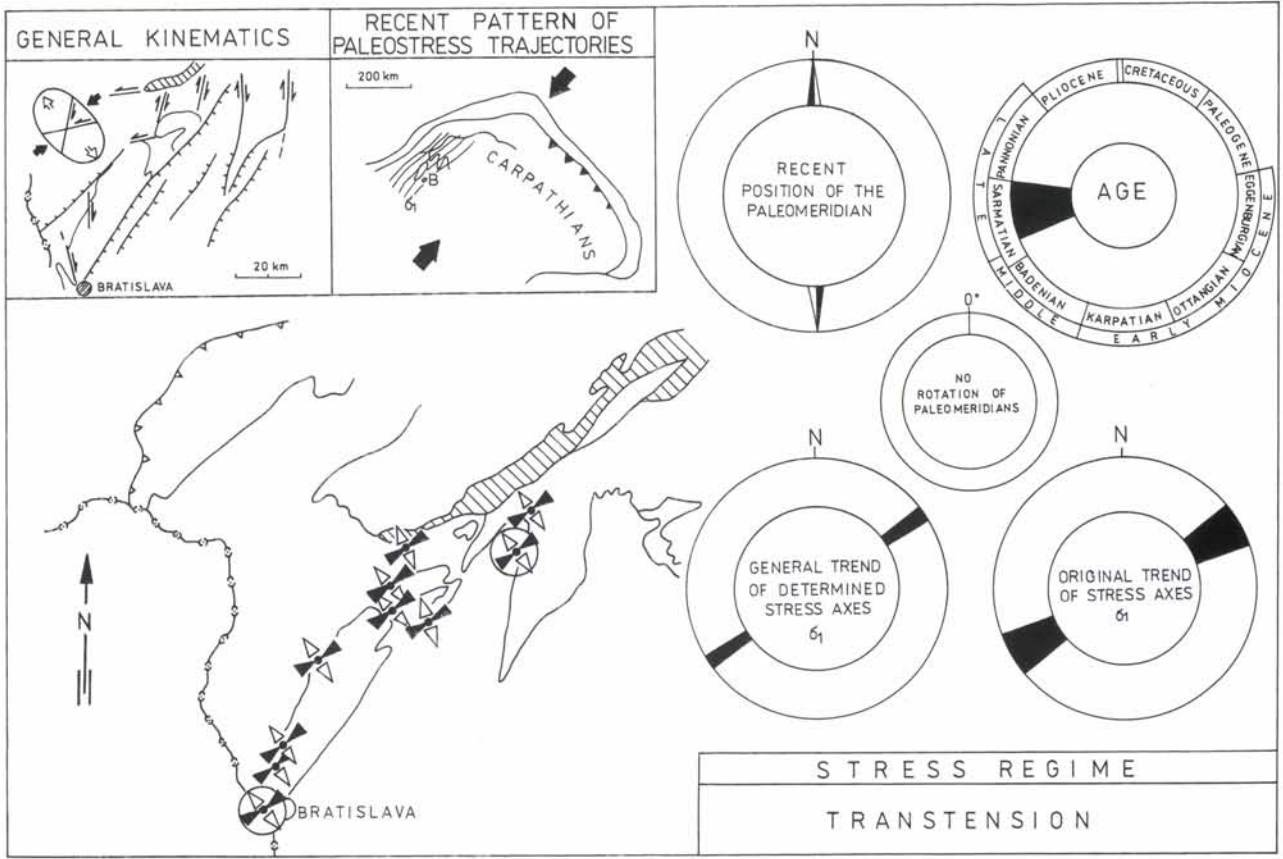 GENERAL KINEMATICS
20 km
BRATISLAVA
RECENT PATTERN OF
PALEOSTRESS TRAJECTORIES
200 km
B
σ1
CARPATHIANS
N
RECENT
POSITION OF THE
PALEOMERIDIAN
AGE
PLIOCENE
CRETACEOUS
PALEOGENE
EGGENBURGIAN
OTTANGIAN
KARPATIAN
BADENIAN
SARMATIAN
PANNONIAN
EARLY MIOCENE
MIDDLE
LATE
0°
NO
ROTATION OF
PALEOMERIDIANS
N
GENERAL TREND
OF DETERMINED
STRESS AXES
σ1
N
ORIGINAL TREND
OF STRESS AXES
σ1
N
BRATISLAVA
STRESS REGIME
TRANSTENSION